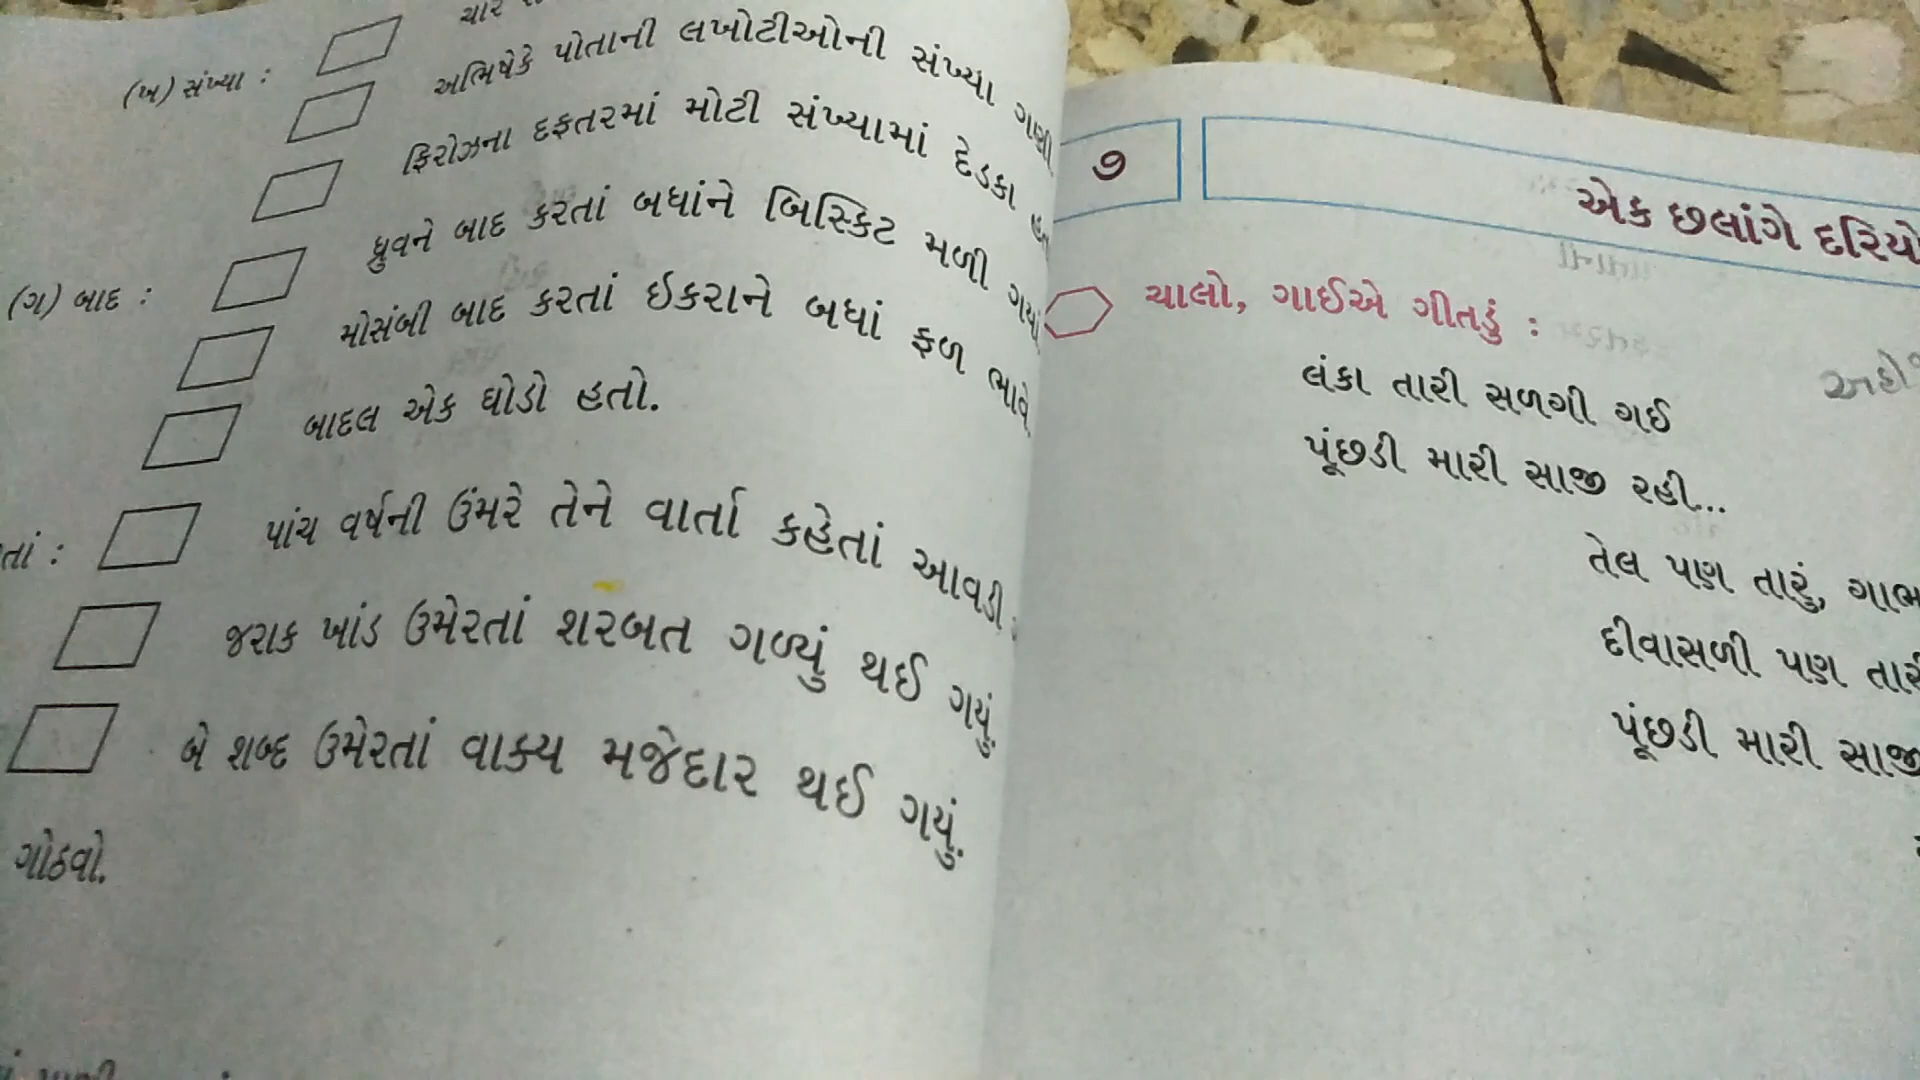 ચાર
(ખ) સંખ્યા :
અભિષેકે પોતાની લખોટીઓની સંખ્યા ગણી
ફિરોઝના દફતરમાં મોટી સંખ્યામાં દેડકા
ધ્રુવને બાદ કરતાં બધાંને બિસ્કિટ મળી ગયાં
(ગ) બાદ :
મોસંબી બાદ કરતાં ઈકરાને બધાં ફળ ભાવે
બાદલ એક ઘોડો હતો.
તાં : પાંચ વર્ષની ઉંમરે તેને વાર્તા કહેતાં આવડી
જરાક ખાંડ ઉમેરતાં શરબત ગળ્યું થઈ ગયું.
બે શબ્દ ઉમેરતાં વાક્ય મજેદાર થઈ ગયું.
ગોઠવો.
૭
એક છલાંગે દરિયો
ચાલો, ગાઈએ ગીતડું :
લંકા તારી સળગી ગઈ
પૂંછડી મારી સાજી રહી...
તેલ પણ તારું, ગાભ
દીવાસળી પણ તારી
પૂંછડી મારી સાજી